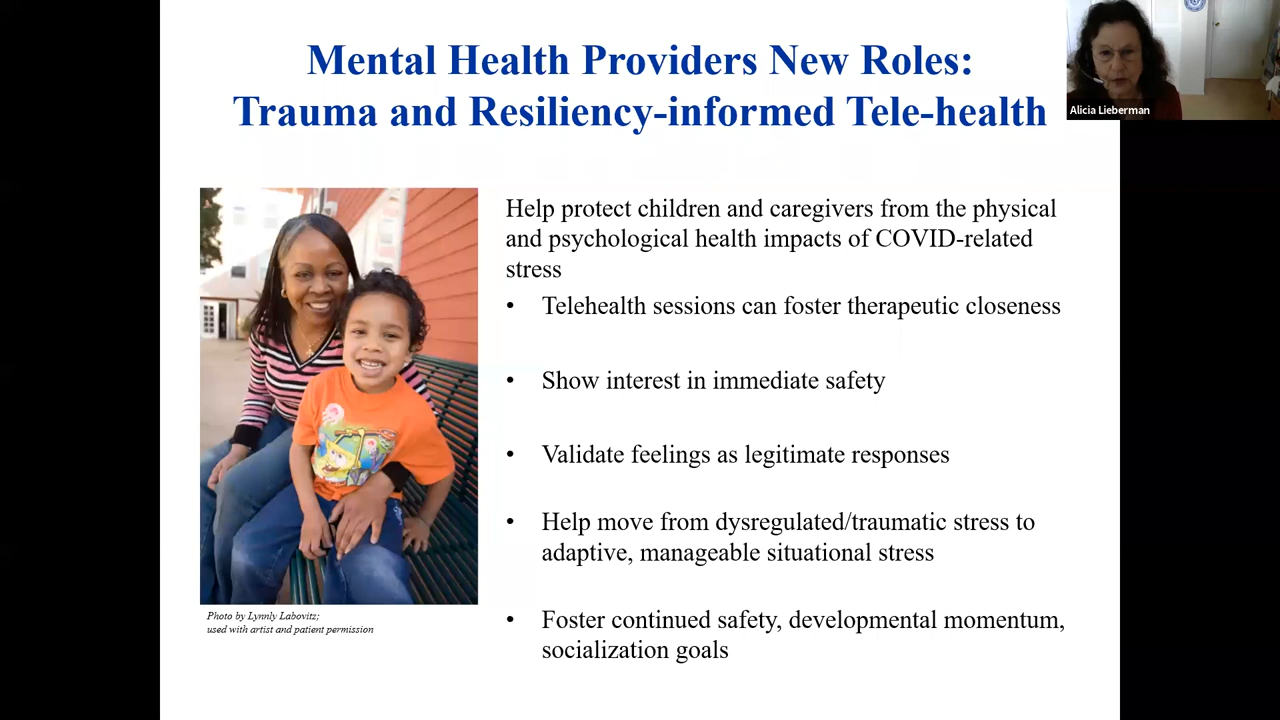 Mental Health Providers New Roles:
Trauma and Resiliency-informed Tele-health
Alicia Lieberman
Help protect children and caregivers from the physical
and psychological health impacts of COVID-related
stress
• Telehealth sessions can foster therapeutic closeness
• Show interest in immediate safety
• Validate feelings as legitimate responses
• Help move from dysregulated/traumatic stress to
adaptive, manageable situational stress
• Foster continued safety, developmental momentum,
socialization goals
Photo by Lynnly Labovitz;
used with artist and patient permission